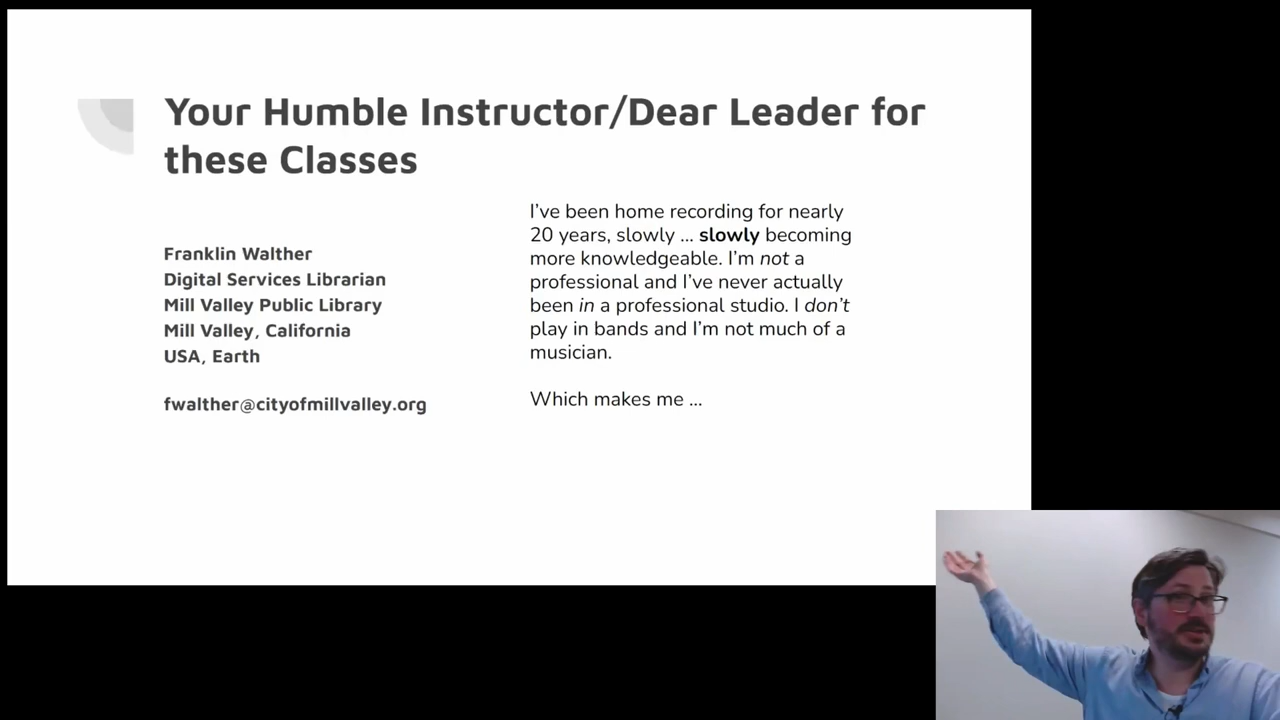 Your Humble Instructor/Dear Leader for
these Classes
Franklin Walther
Digital Services Librarian
Mill Valley Public Library
Mill Valley, California
USA, Earth
fwalther@cityofmillvalley.org
I've been home recording for nearly
20 years, slowly ... slowly becoming
more knowledgeable. I'm not a
professional and I've never actually
been in a professional studio. I don't
play in bands and I'm not much of a
musician.
Which makes me ...